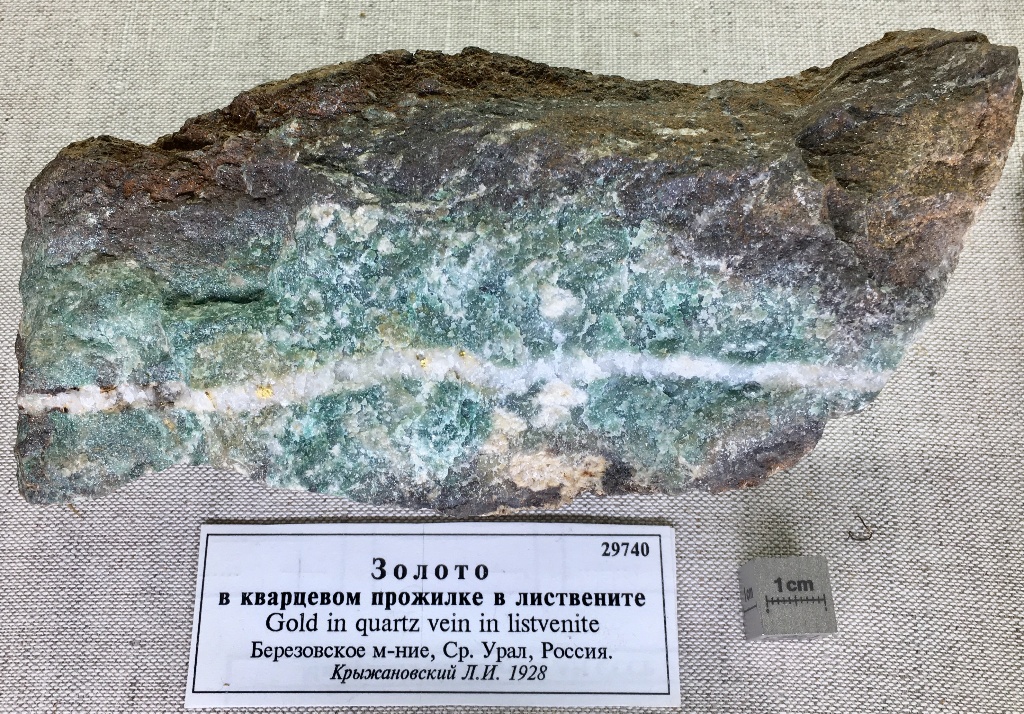 29740
Золото
в кварцевом прожилке в листвените
Gold in quartz vein in listvenite
Березовское м-ние, Ср. Урал, Россия.
Крыжановский Л.И. 1928
1cm